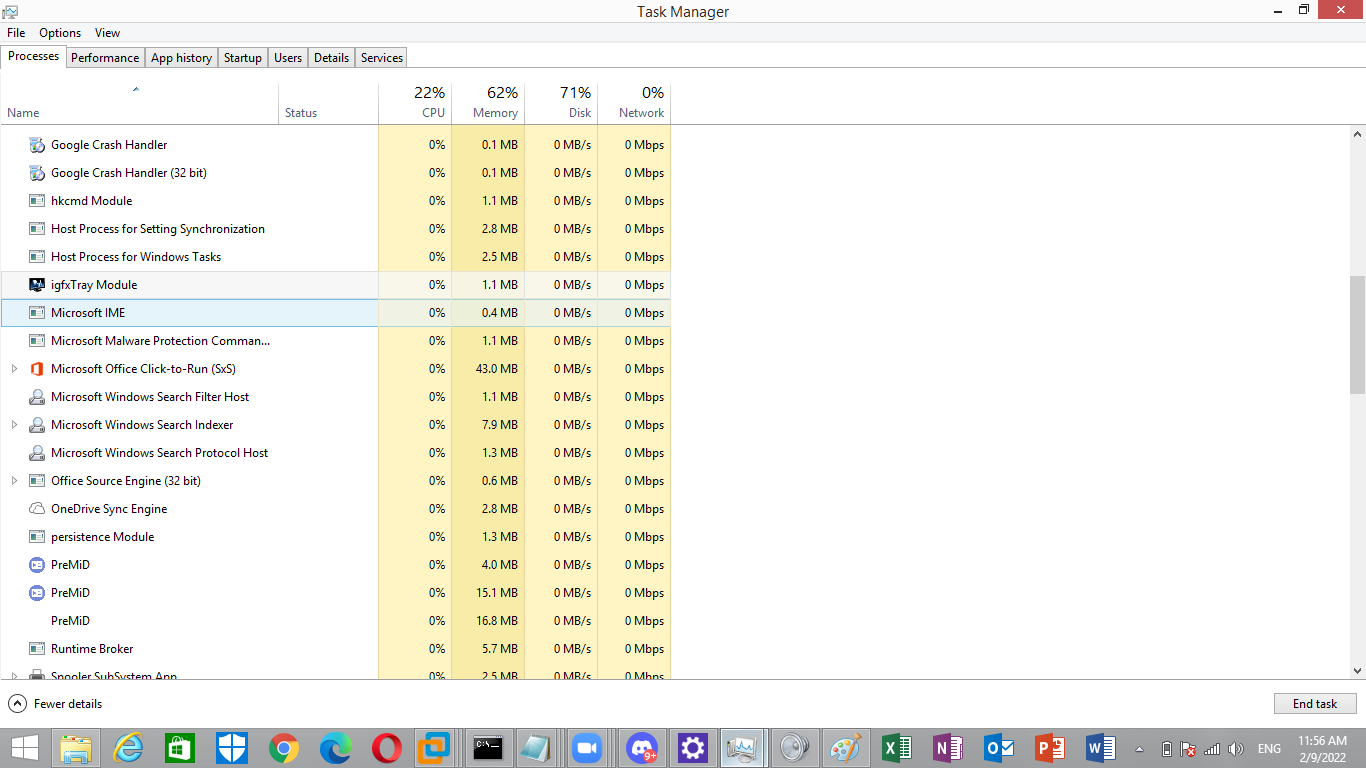 Task Manager
File Options View
Processes Performance App history Startup Users Details Services
22% 62% 71% 0%
Name Status CPU Memory Disk Network
Google Crash Handler 0% 0.1 MB 0 MB/s 0 Mbps
Google Crash Handler (32 bit) 0% 0.1 MB 0 MB/s 0 Mbps
hkcmd Module 0% 1.1 MB 0 MB/s 0 Mbps
Host Process for Setting Synchronization 0% 2.8 MB 0 MB/s 0 Mbps
Host Process for Windows Tasks 0% 2.5 MB 0 MB/s 0 Mbps
igfxTray Module 0% 1.1 MB 0 MB/s 0 Mbps
Microsoft IME 0% 0.4 MB 0 MB/s 0 Mbps
Microsoft Malware Protection Comman... 0% 1.1 MB 0 MB/s 0 Mbps
Microsoft Office Click-to-Run (SxS) 0% 43.0 MB 0 MB/s 0 Mbps
Microsoft Windows Search Filter Host 0% 1.1 MB 0 MB/s 0 Mbps
Microsoft Windows Search Indexer 0% 7.9 MB 0 MB/s 0 Mbps
Microsoft Windows Search Protocol Host 0% 1.3 MB 0 MB/s 0 Mbps
Office Source Engine (32 bit) 0% 0.6 MB 0 MB/s 0 Mbps
OneDrive Sync Engine 0% 2.8 MB 0 MB/s 0 Mbps
persistence Module 0% 1.3 MB 0 MB/s 0 Mbps
PreMiD 0% 4.0 MB 0 MB/s 0 Mbps
PreMiD 0% 15.1 MB 0 MB/s 0 Mbps
PreMiD 0% 16.8 MB 0 MB/s 0 Mbps
Runtime Broker 0% 5.7 MB 0 MB/s 0 Mbps
Spooler SubSystem App 0% 2.5 MB 0 MB/s 0 Mbps
Fewer details End task
9+ ENG 11:56 AM
2/9/2022